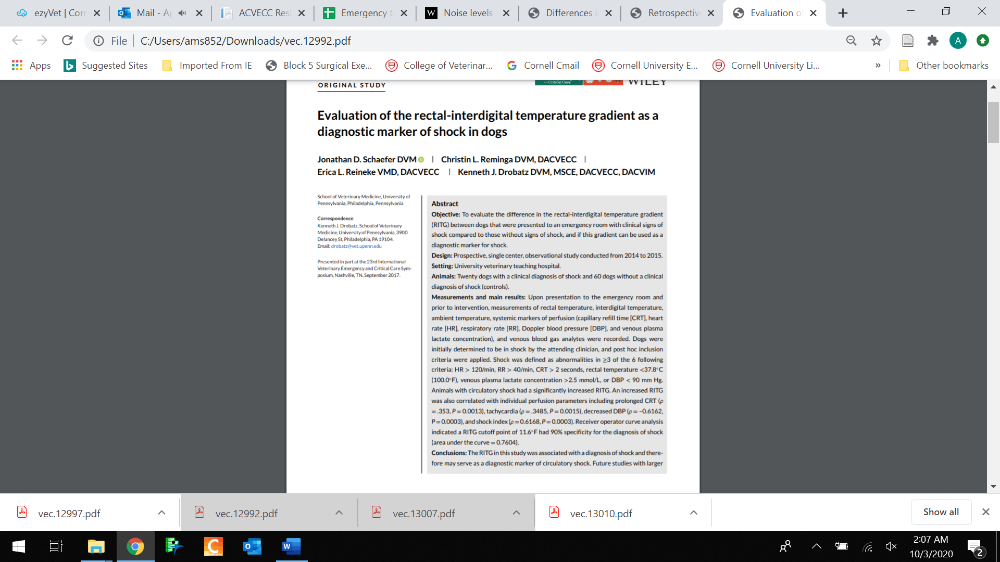 ezyVet | Corr
Mail - A
ACVECC Resi
Emergency t
Noise levels
Differences i
Retrospectiv
Evaluation o
File
C:/Users/ams852/Downloads/vec.12992.pdf
A
Apps
Suggested Sites
Imported From IE
Block 5 Surgical Exe...
College of Veterinar...
Cornell Cmail
Cornell University E...
Cornell University Li...
»
Other bookmarks
ORIGINAL STUDY
Critical Care
WILEY
Evaluation of the rectal-interdigital temperature gradient as a
diagnostic marker of shock in dogs
Jonathan D. Schaefer DVM | Christin L. Reminga DVM, DACVECC |
Erica L. Reineke VMD, DACVECC | Kenneth J. Drobatz DVM, MSCE, DACVECC, DACVIM
School of Veterinary Medicine, University of
Pennsylvania, Philadelphia, Pennsylvania
Correspondence
Kenneth J. Drobatz, School of Veterinary
Medicine, University of Pennsylvania, 3900
Delancey St, Philadelphia, PA 19104.
Email: drobatz@vet.upenn.edu
Presented in part at the 23rd International
Veterinary Emergency and Critical Care Sym-
posium, Nashville, TN, September 2017.
Abstract
Objective: To evaluate the difference in the rectal-interdigital temperature gradient
(RITG) between dogs that were presented to an emergency room with clinical signs of
shock compared to those without signs of shock, and if this gradient can be used as a
diagnostic marker for shock.
Design: Prospective, single center, observational study conducted from 2014 to 2015.
Setting: University veterinary teaching hospital.
Animals: Twenty dogs with a clinical diagnosis of shock and 60 dogs without a clinical
diagnosis of shock (controls).
Measurements and main results: Upon presentation to the emergency room and
prior to intervention, measurements of rectal temperature, interdigital temperature,
ambient temperature, systemic markers of perfusion (capillary refill time [CRT], heart
rate [HR], respiratory rate [RR], Doppler blood pressure [DBP], and venous plasma
lactate concentration), and venous blood gas analytes were recorded. Dogs were
initially determined to be in shock by the attending clinician, and post hoc inclusion
criteria were applied. Shock was defined as abnormalities in ≥3 of the 6 following
criteria: HR > 120/min, RR > 40/min, CRT > 2 seconds, rectal temperature <37.8°C
(100.0°F), venous plasma lactate concentration >2.5 mmol/L, or DBP < 90 mm Hg.
Animals with circulatory shock had a significantly increased RITG. An increased RITG
was also correlated with individual perfusion parameters including prolonged CRT (ρ
= .353, P = 0.0013), tachycardia (ρ = .3485, P = 0.0015), decreased DBP (ρ = −0.6162,
P = 0.0003), and shock index (ρ = 0.6168, P = 0.0003). Receiver operator curve analysis
indicated a RITG cutoff point of 11.6°F had 90% specificity for the diagnosis of shock
(area under the curve = 0.7604).
Conclusions: The RITG in this study was associated with a diagnosis of shock and there-
fore may serve as a diagnostic marker of circulatory shock. Future studies with larger
vec.12997.pdf
vec.12992.pdf
vec.13007.pdf
vec.13010.pdf
Show all
2:07 AM
10/3/2020
2